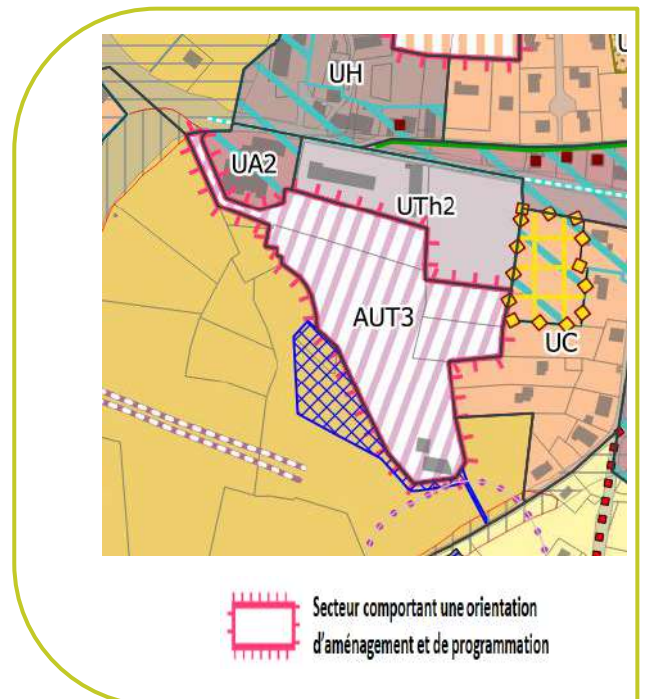 UH
UA2
UTh2
AUT3
UC
Secteur comportant une orientation
d'aménagement et de programmation